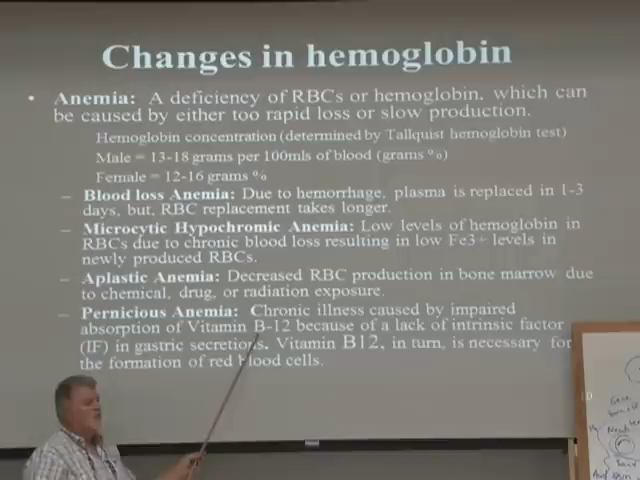 Changes in hemoglobin
• Anemia: A deficiency of RBCs or hemoglobin, which can
be caused by either too rapid loss or slow production.
Hemoglobin concentration (determined by Tallquist hemoglobin test)
Male = 13-18 grams per 100mls of blood (grams %)
Female = 12-16 grams %
– Blood loss Anemia: Due to hemorrhage, plasma is replaced in 1-3
days, but, RBC replacement takes longer.
– Microcytic Hypochromic Anemia: Low levels of hemoglobin in
RBCs due to chronic blood loss resulting in low Fe3+ levels in
newly produced RBCs.
– Aplastic Anemia: Decreased RBC production in bone marrow due
to chemical, drug, or radiation exposure.
– Pernicious Anemia: Chronic illness caused by impaired
absorption of Vitamin B-12 because of a lack of intrinsic factor
(IF) in gastric secretions. Vitamin B12, in turn, is necessary for
the formation of red blood cells.